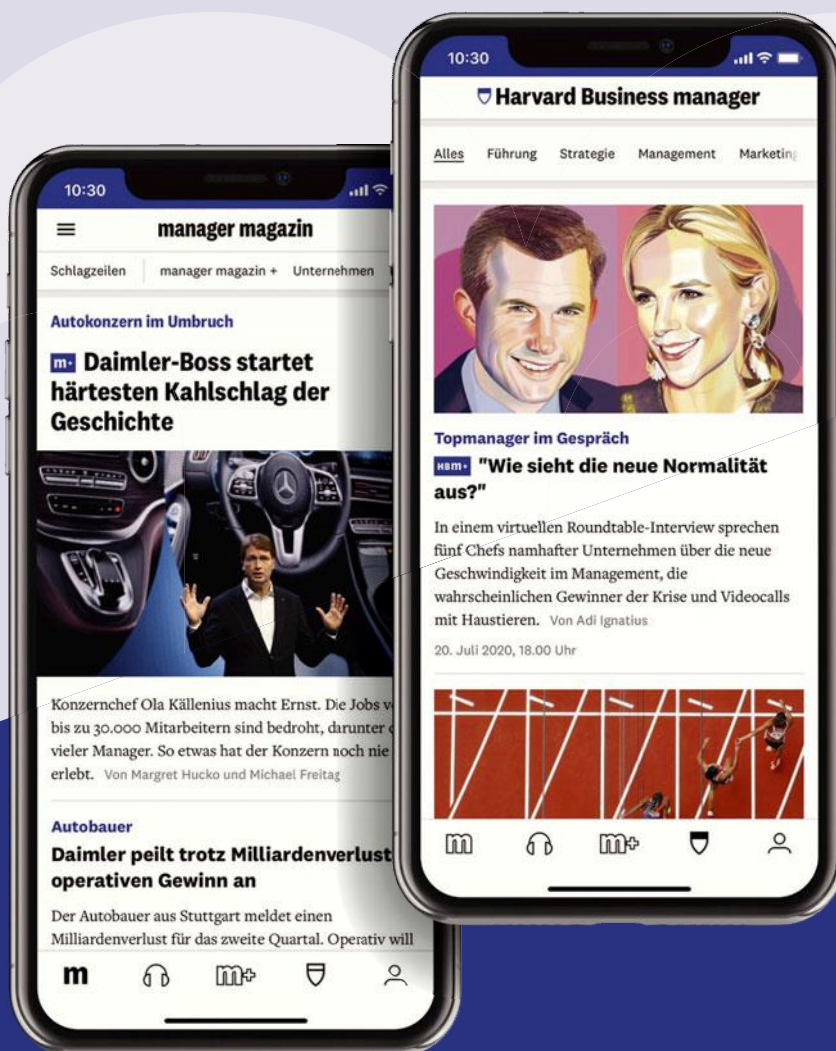 10:30
manager magazin
Schlagzeilen manager magazin + Unternehmen
Autokonzern im Umbruch
m+ Daimler-Boss startet
härtesten Kahlschlag der
Geschichte
Konzernchef Ola Källenius macht Ernst. Die Jobs
bis zu 30.000 Mitarbeitern sind bedroht, darunter
vieler Manager. So etwas hat der Konzern noch nie
erlebt. Von Margret Hucko und Michael Freitag
Autobauer
Daimler peilt trotz Milliardenverlust
operativen Gewinn an
Der Autobauer aus Stuttgart meldet einen
Milliardenverlust für das zweite Quartal. Operativ will
m m+
10:30
Harvard Business manager
Alles Führung Strategie Management Marketing
Topmanager im Gespräch
HBm+ "Wie sieht die neue Normalität
aus?"
In einem virtuellen Roundtable-Interview sprechen
fünf Chefs namhafter Unternehmen über die neue
Geschwindigkeit im Management, die
wahrscheinlichen Gewinner der Krise und Videocalls
mit Haustieren. Von Adi Ignatius
20. Juli 2020, 18.00 Uhr
m m+